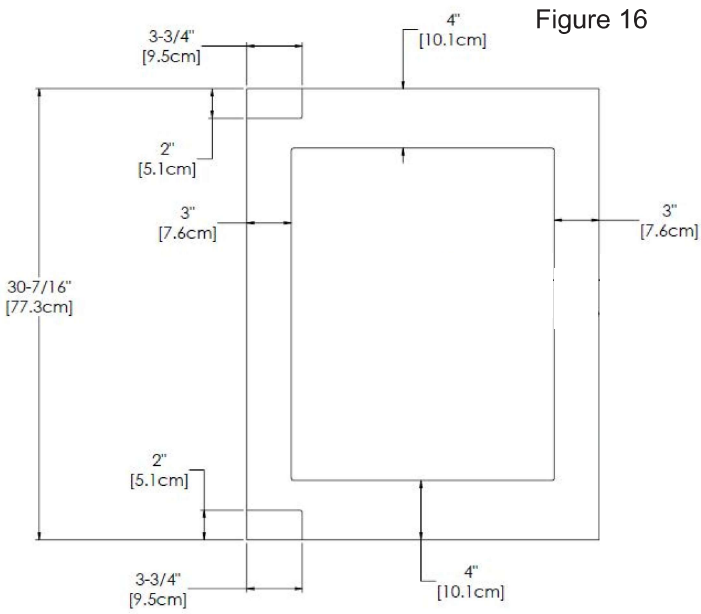 Figure 16
4"
[10.1cm]
3-3/4"
[9.5cm]
2"
[5.1cm]
3"
[7.6cm]
3"
[7.6cm]
30-7/16"
[77.3cm]
2"
[5.1cm]
3-3/4"
[9.5cm]
4"
[10.1cm]